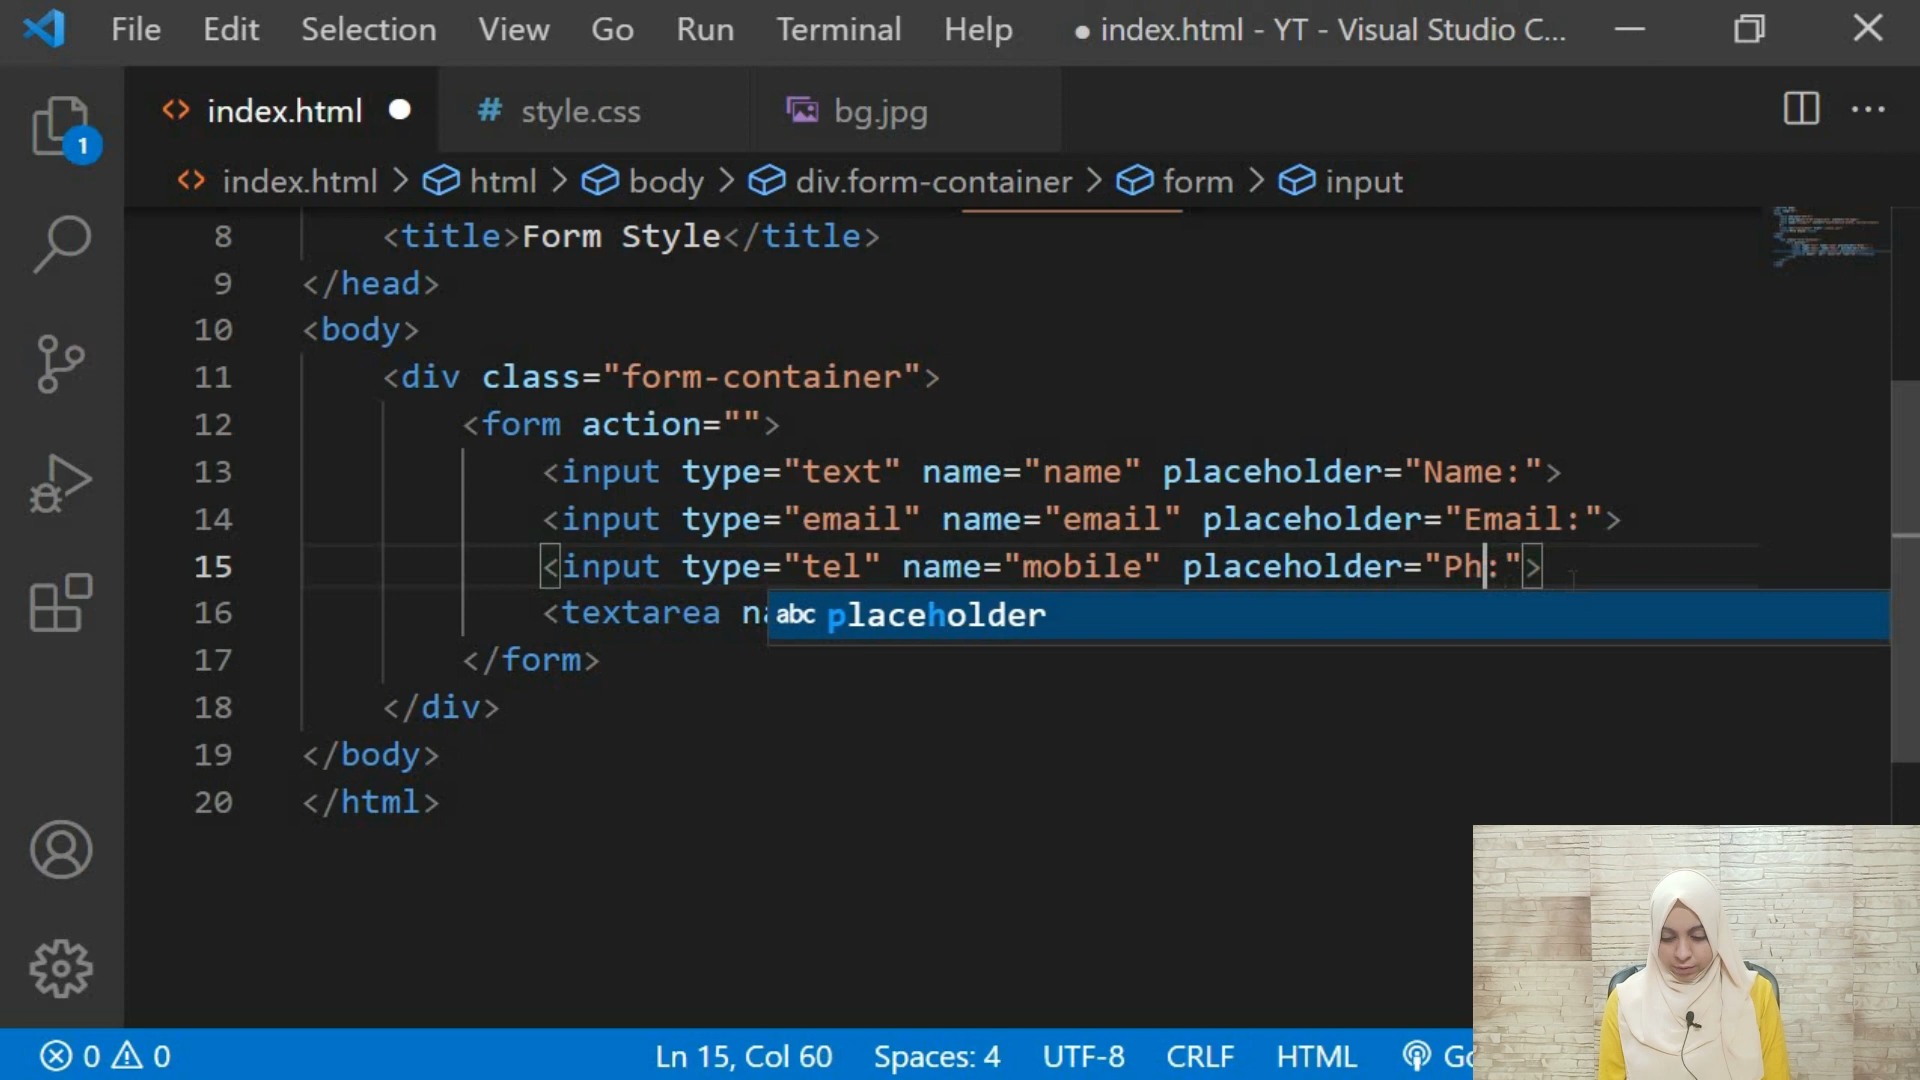 File Edit Selection View Go Run Terminal Help ● index.html - YT - Visual Studio C...
index.html style.css bg.jpg
index.html > html > body > div.form-container > form > input
1
8 <title>Form Style</title>
9 </head>
10 <body>
11 <div class="form-container">
12 <form action="">
13 <input type="text" name="name" placeholder="Name:">
14 <input type="email" name="email" placeholder="Email:">
15 <input type="tel" name="mobile" placeholder="Ph:">
16 <textarea na
abc placeholder
17 </form>
18 </div>
19 </body>
20 </html>
0 0 Ln 15, Col 60 Spaces: 4 UTF-8 CRLF HTML Go